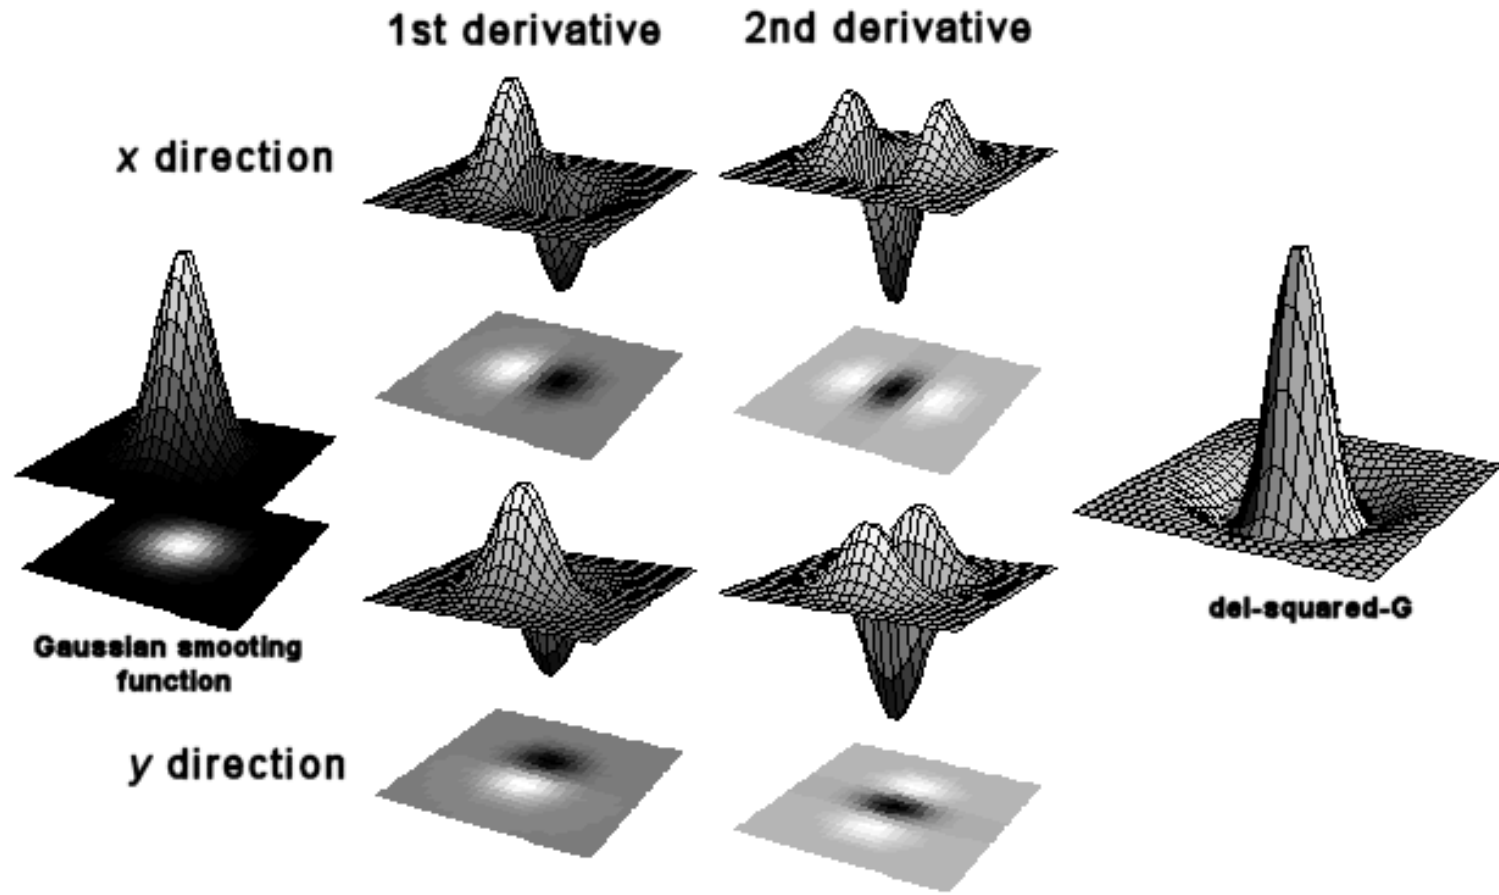 1st derivative
2nd derivative
x direction
Gaussian smooting
function
del-squared-G
y direction